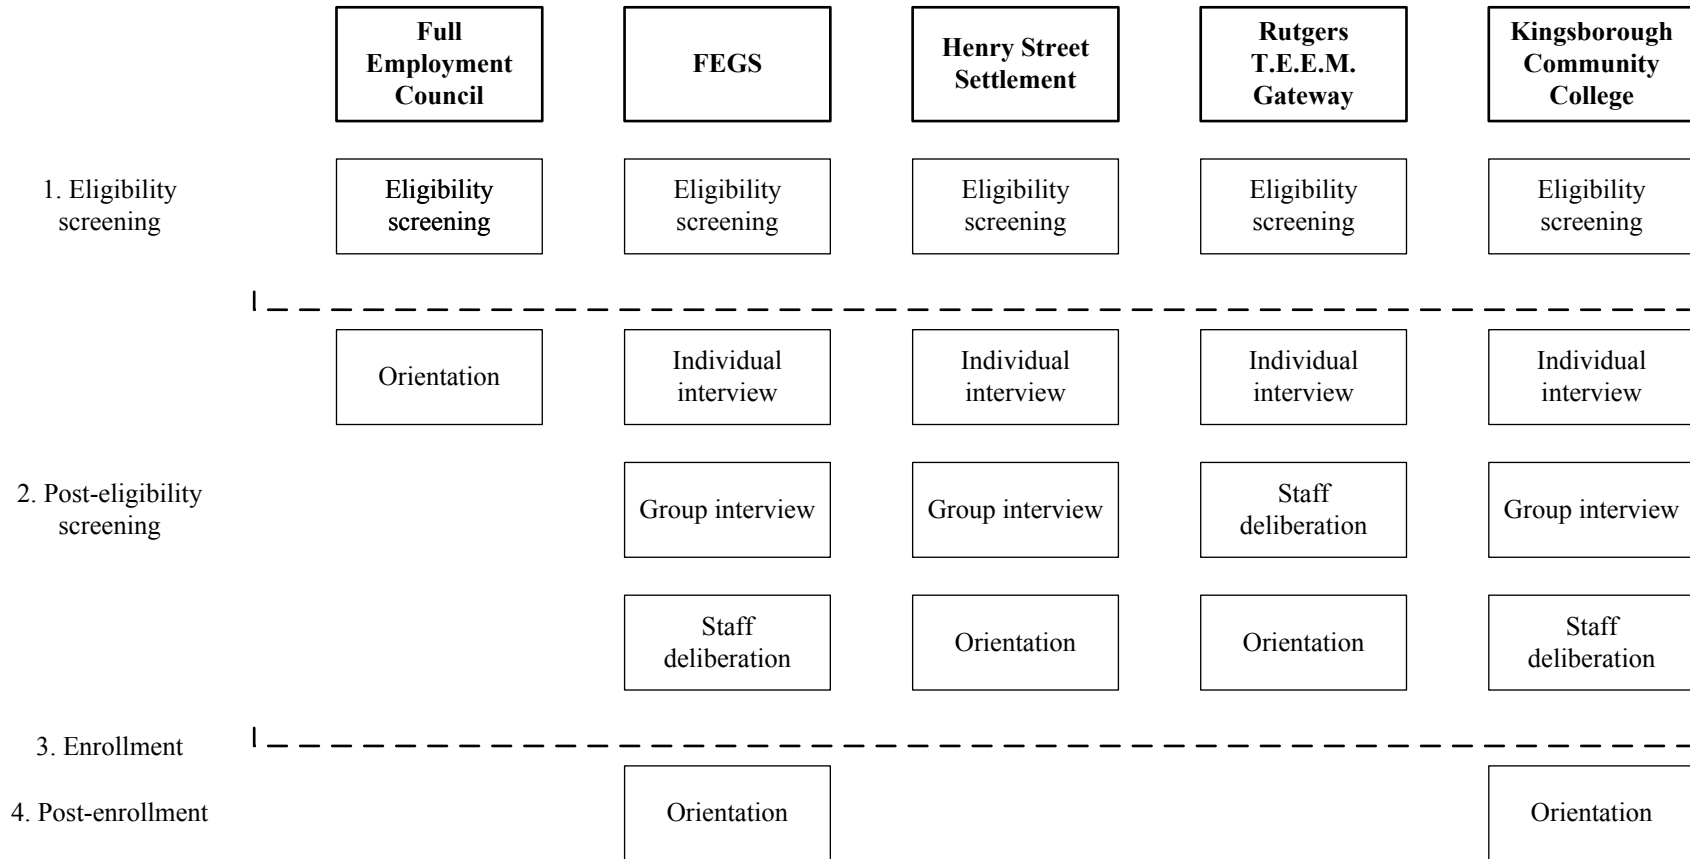 Full
Employment
Council
FEGS
Henry Street
Settlement
Rutgers
T.E.E.M.
Gateway
Kingsborough
Community
College
1. Eligibility
screening
Eligibility
screening
Eligibility
screening
Eligibility
screening
Eligibility
screening
Eligibility
screening
Orientation
Individual
interview
Individual
interview
Individual
interview
Individual
interview
2. Post-eligibility
screening
Group interview
Group interview
Staff
deliberation
Group interview
Staff
deliberation
Orientation
Orientation
Staff
deliberation
3. Enrollment
4. Post-enrollment
Orientation
Orientation